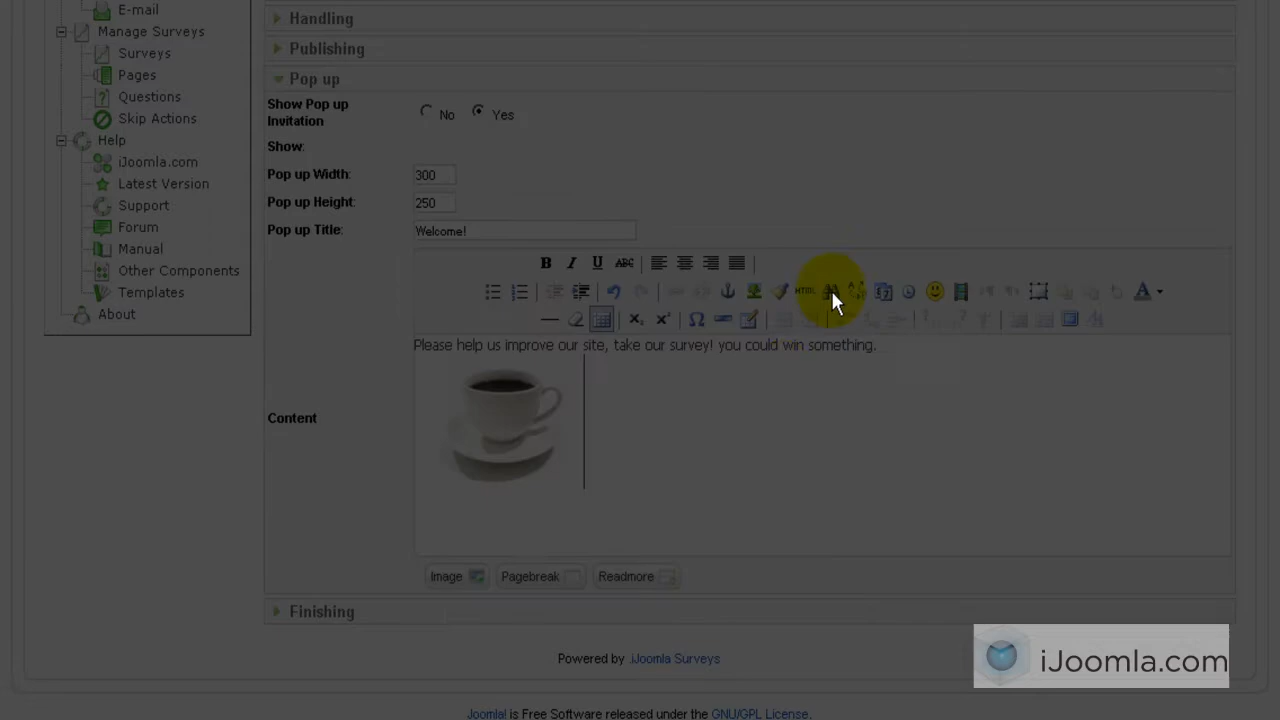 E-mail
Handling
Manage Surveys
Publishing
Surveys
Pages
Pop up
Questions
Show Pop up
Invitation
No
Yes
Skip Actions
Help
Show:
iJoomla.com
Pop up Width:
300
Latest Version
Pop up Height:
250
Support
Pop up Title:
Welcome!
Forum
Manual
B I U ABC
Other Components
HTML
Templates
About
Please help us improve our site, take our survey! you could win something.
Content
Image
Pagebreak
Readmore
Finishing
Powered by iJoomla Surveys
iJoomla.com
Joomla! is Free Software released under the GNU/GPL License.